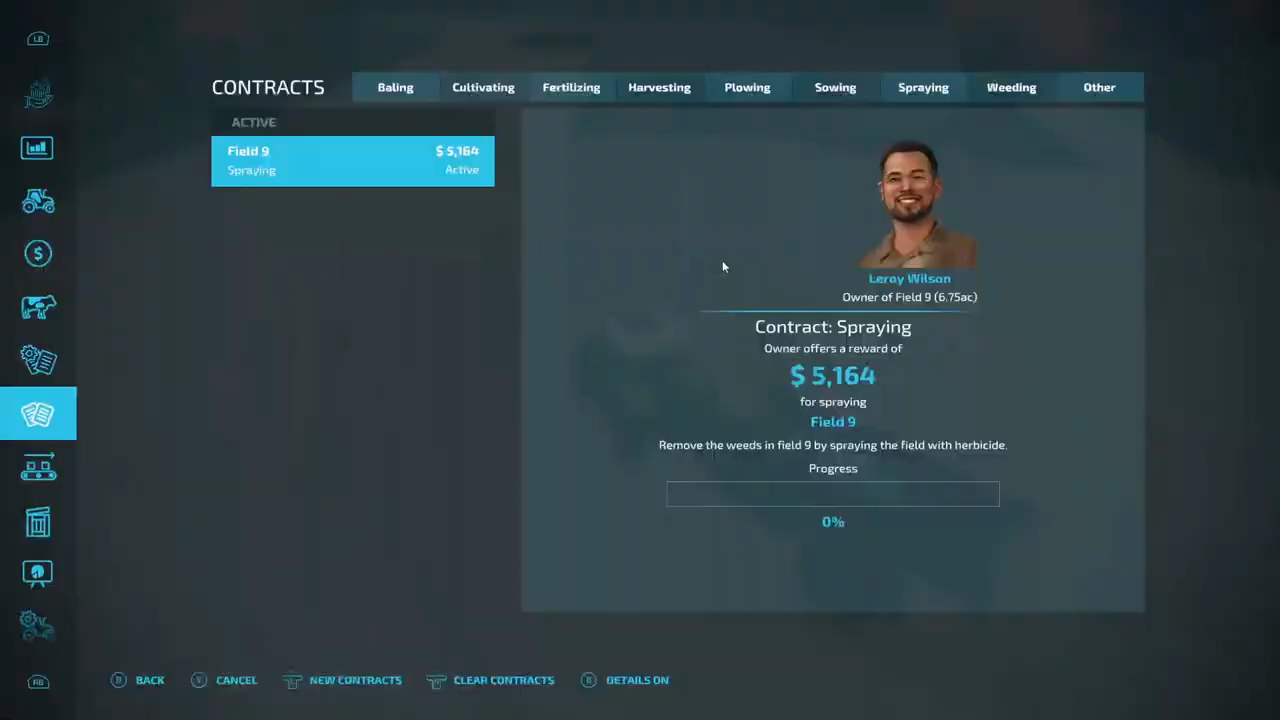 LB
CONTRACTS
Baling
Cultivating
Fertilizing
Harvesting
Plowing
Sowing
Spraying
Weeding
Other
ACTIVE
Field 9 $ 5,164
Spraying Active
Leroy Wilson
Owner of Field 9 (6.75ac)
Contract: Spraying
Owner offers a reward of
$ 5,164
for spraying
Field 9
Remove the weeds in field 9 by spraying the field with herbicide.
Progress
0%
RB
BACK
CANCEL
NEW CONTRACTS
CLEAR CONTRACTS
DETAILS ON